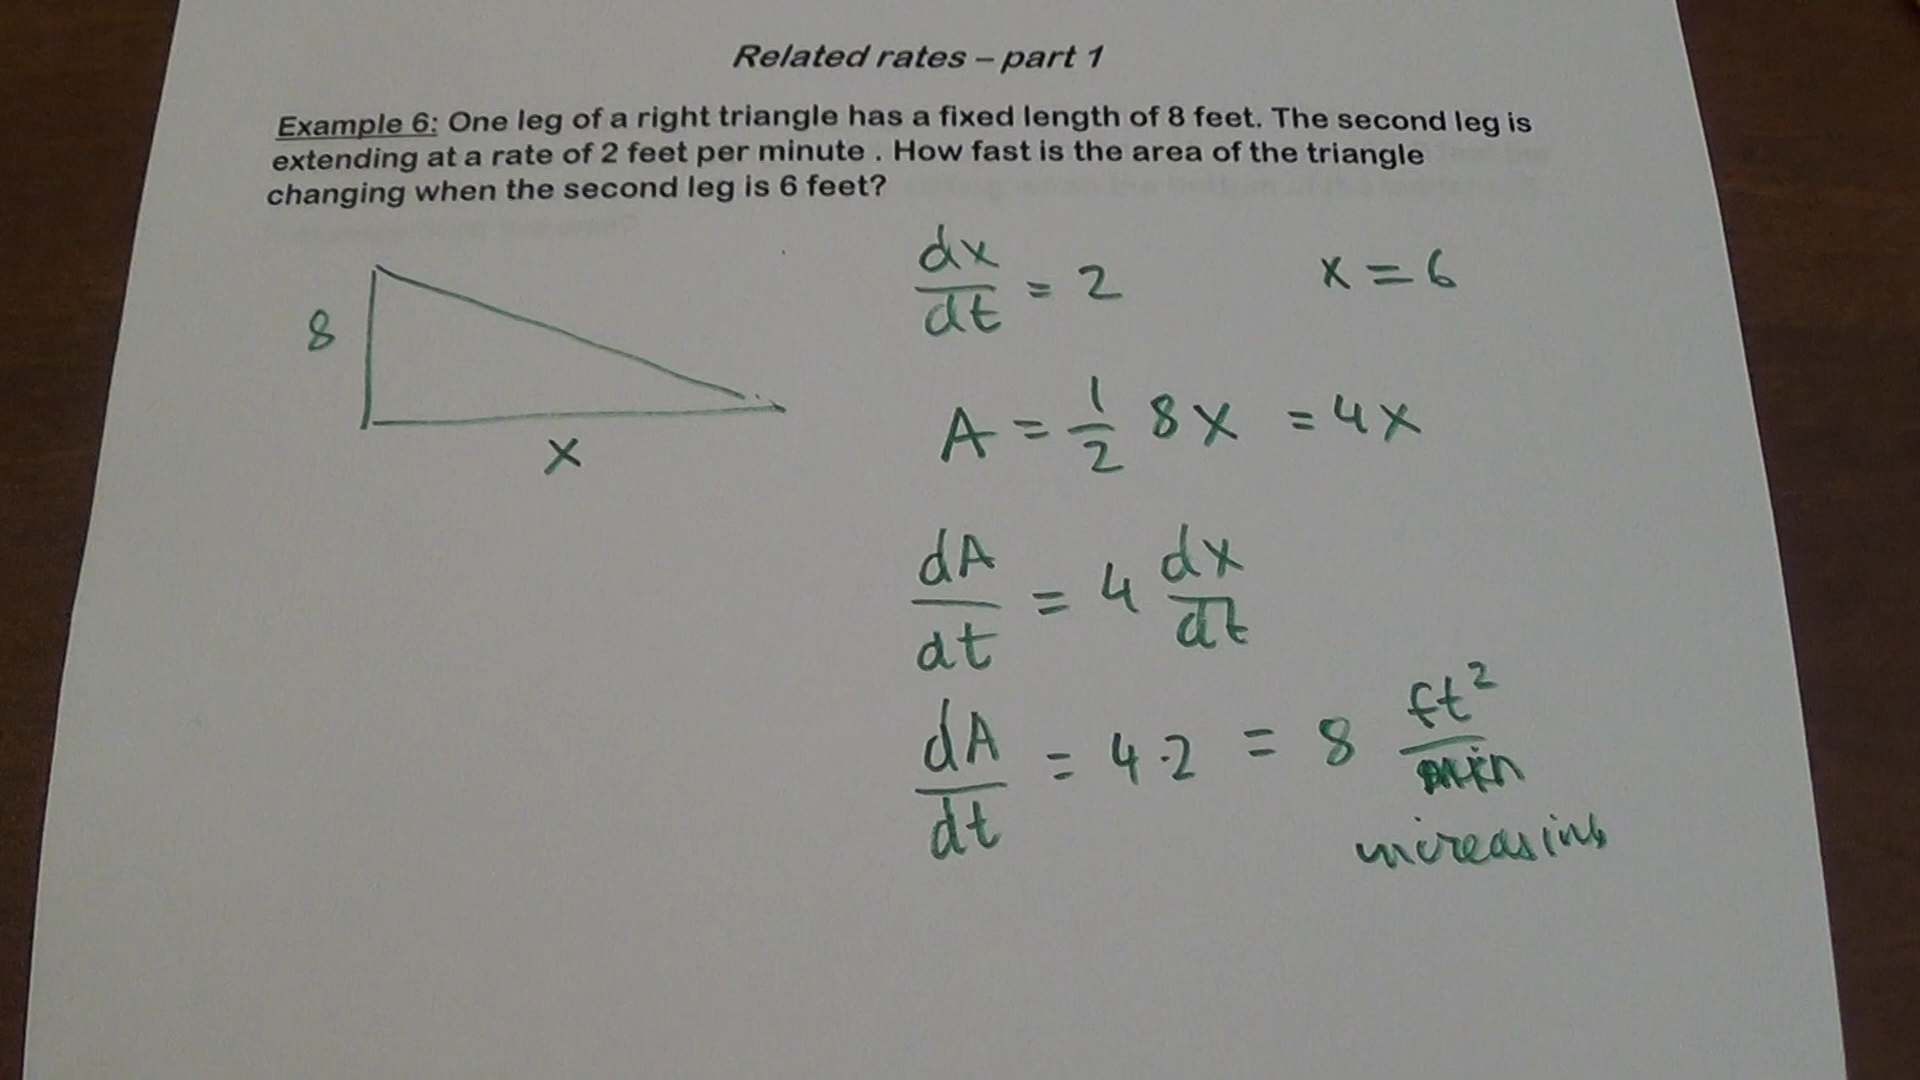 Related rates – part 1
Example 6: One leg of a right triangle has a fixed length of 8 feet. The second leg is
extending at a rate of 2 feet per minute . How fast is the area of the triangle
changing when the second leg is 6 feet?
dx/dt = 2
x = 6
8
x
A = 1/2 8x = 4x
dA/dt = 4 dx/dt
dA/dt = 4·2 = 8 ft²/min
increasing